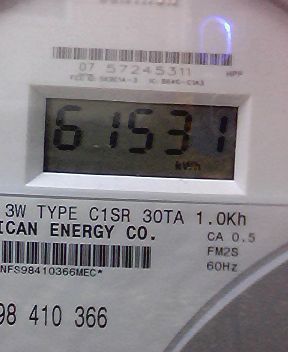 07 57245311 HPF
61531
kWh
3W TYPE C1SR 30TA 1.0Kh
ICAN ENERGY CO.
CA 0.5
FM2S
60Hz
NFS98410366MEC*
98 410 366